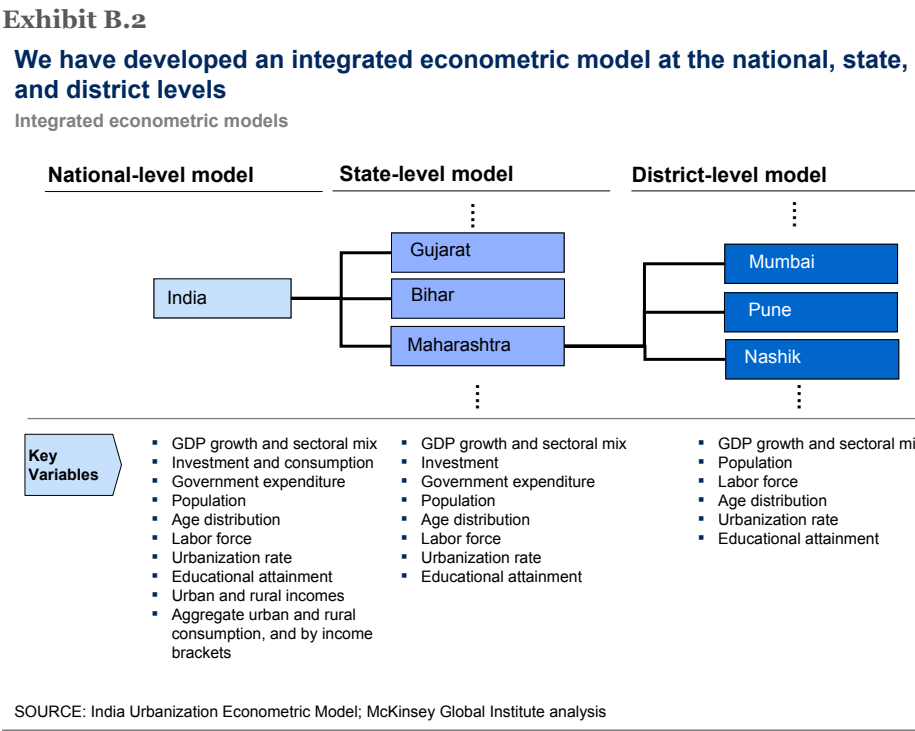 Exhibit B.2
We have developed an integrated econometric model at the national, state,
and district levels
Integrated econometric models
National-level model
State-level model
District-level model
India
Gujarat
Bihar
Maharashtra
Mumbai
Pune
Nashik
Key
Variables
▪ GDP growth and sectoral mix
▪ Investment and consumption
▪ Government expenditure
▪ Population
▪ Age distribution
▪ Labor force
▪ Urbanization rate
▪ Educational attainment
▪ Urban and rural incomes
▪ Aggregate urban and rural
consumption, and by income
brackets
▪ GDP growth and sectoral mix
▪ Investment
▪ Government expenditure
▪ Population
▪ Age distribution
▪ Labor force
▪ Urbanization rate
▪ Educational attainment
▪ GDP growth and sectoral mi
▪ Population
▪ Labor force
▪ Age distribution
▪ Urbanization rate
▪ Educational attainment
SOURCE: India Urbanization Econometric Model; McKinsey Global Institute analysis